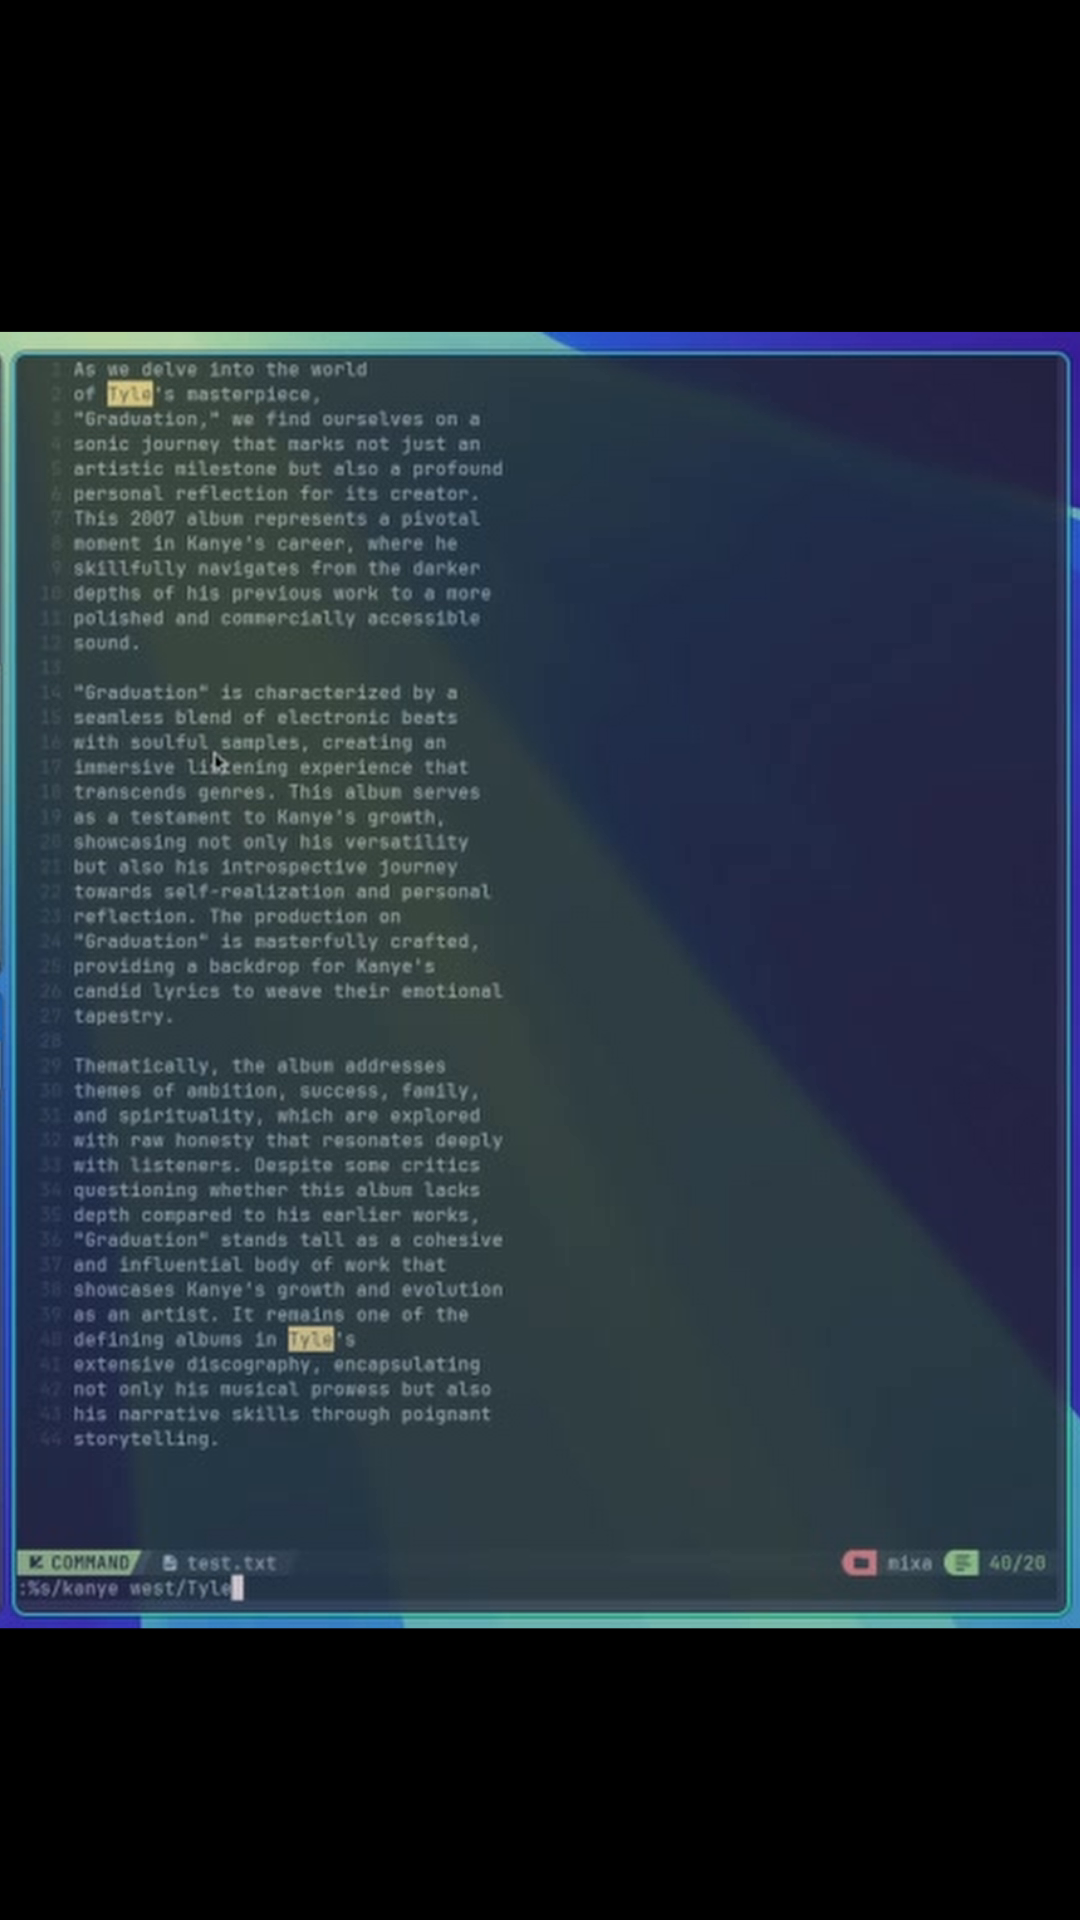 1 As we delve into the world
2 of Tyle's masterpiece,
3 "Graduation," we find ourselves on a
4 sonic journey that marks not just an
5 artistic milestone but also a profound
6 personal reflection for its creator.
7 This 2007 album represents a pivotal
8 moment in Kanye's career, where he
9 skillfully navigates from the darker
10 depths of his previous work to a more
11 polished and commercially accessible
12 sound.
13
14 "Graduation" is characterized by a
15 seamless blend of electronic beats
16 with soulful samples, creating an
17 immersive listening experience that
18 transcends genres. This album serves
19 as a testament to Kanye's growth,
20 showcasing not only his versatility
21 but also his introspective journey
22 towards self-realization and personal
23 reflection. The production on
24 "Graduation" is masterfully crafted,
25 providing a backdrop for Kanye's
26 candid lyrics to weave their emotional
27 tapestry.
28
29 Thematically, the album addresses
30 themes of ambition, success, family,
31 and spirituality, which are explored
32 with raw honesty that resonates deeply
33 with listeners. Despite some critics
34 questioning whether this album lacks
35 depth compared to his earlier works,
36 "Graduation" stands tall as a cohesive
37 and influential body of work that
38 showcases Kanye's growth and evolution
39 as an artist. It remains one of the
40 defining albums in Tyle's
41 extensive discography, encapsulating
42 not only his musical prowess but also
43 his narrative skills through poignant
44 storytelling.
COMMAND test.txt mixa 40/20
:%s/kanye west/Tyle